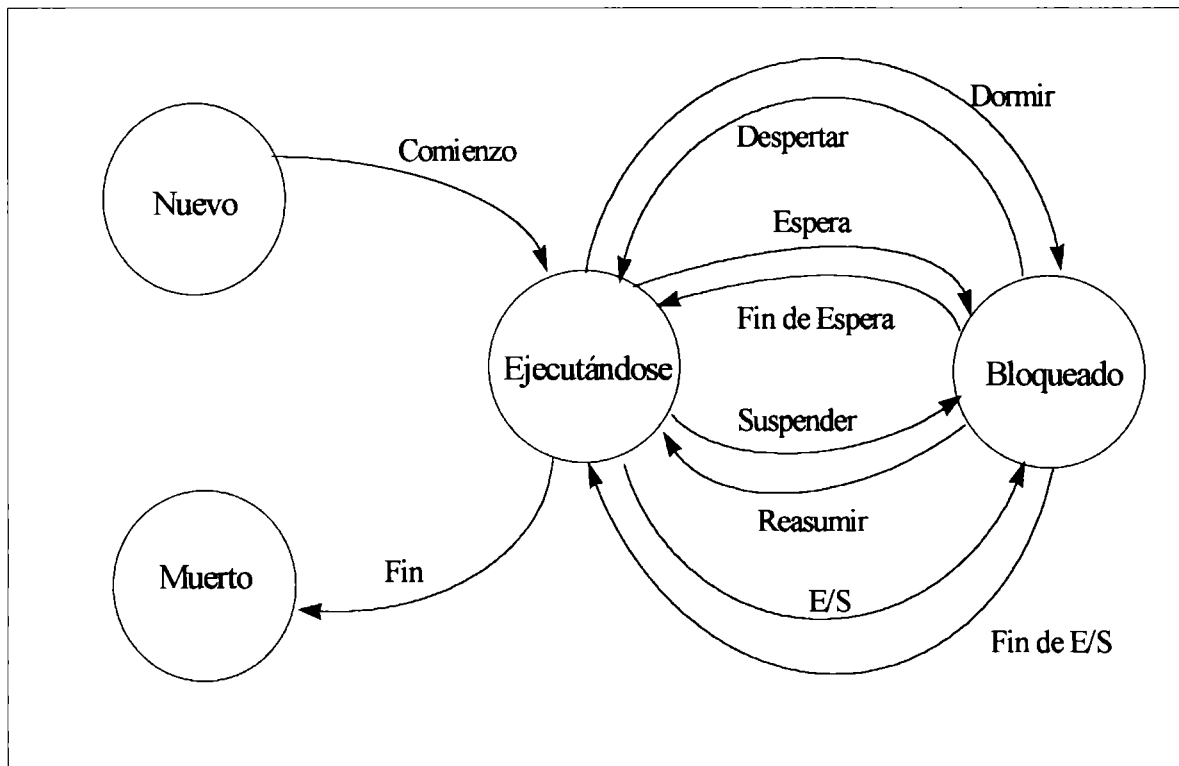 Dormir
Despertar
Comienzo
Nuevo
Espera
Fin de Espera
Ejecutándose
Bloqueado
Suspender
Reasumir
Muerto
Fin
E/S
Fin de E/S